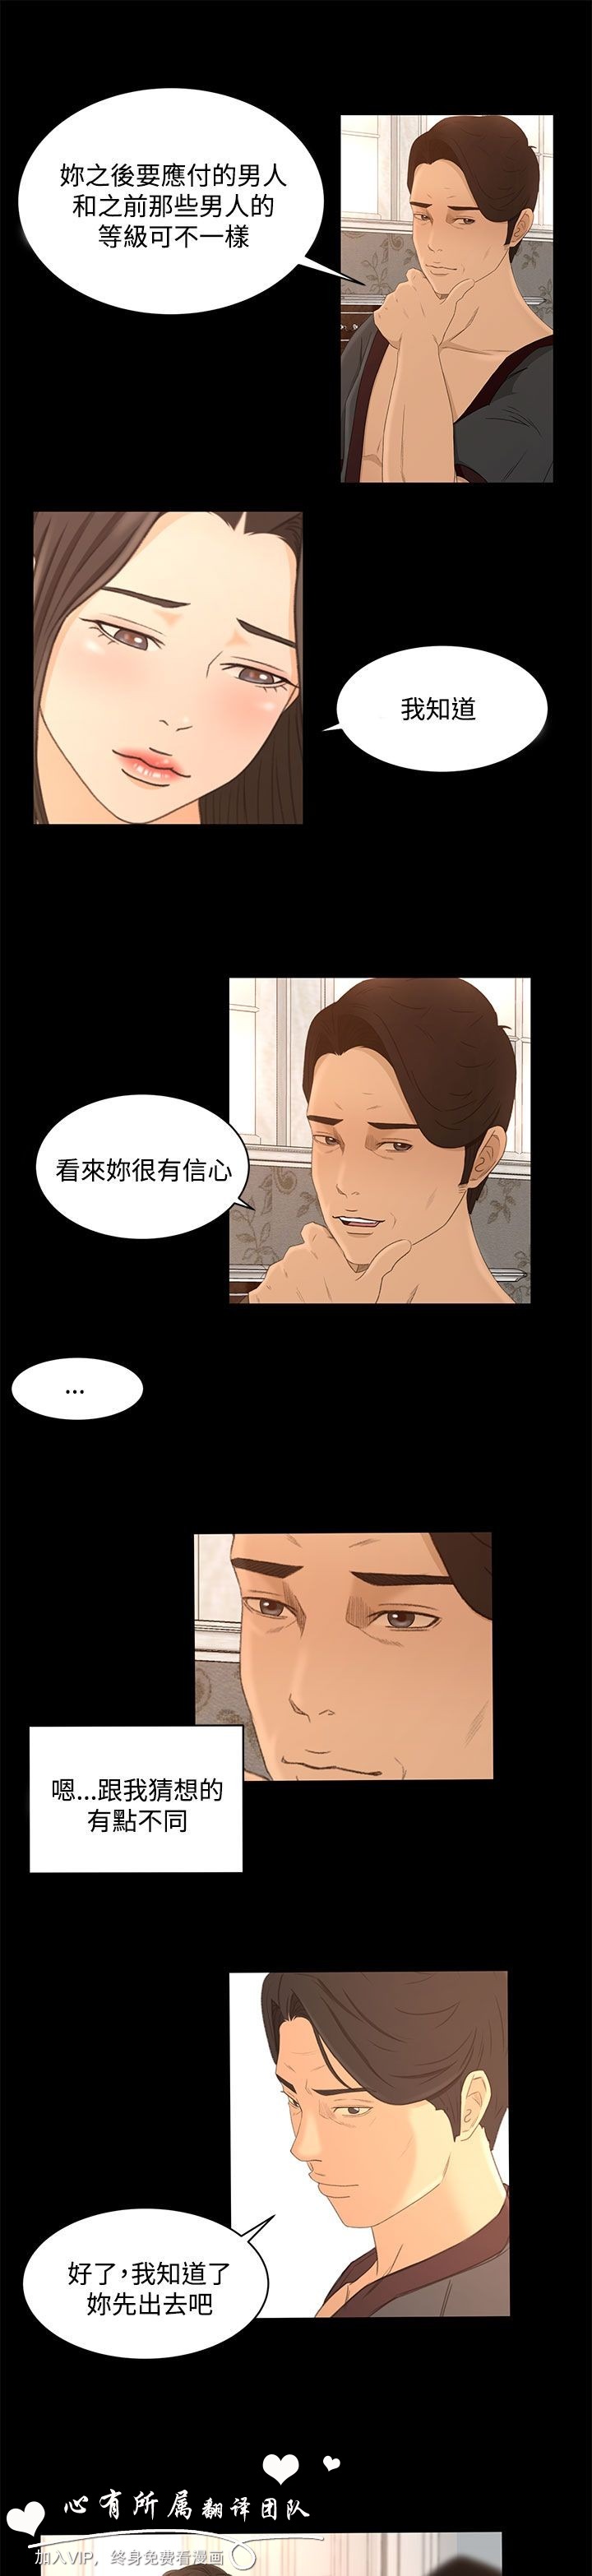 妳之後要應付的男人
和之前那些男人的
等級可不一樣
我知道
看來妳很有信心
...
嗯...跟我猜想的
有點不同
好了,我知道了
妳先出去吧
心有所属翻译团队
加入VIP，终身免费看漫画